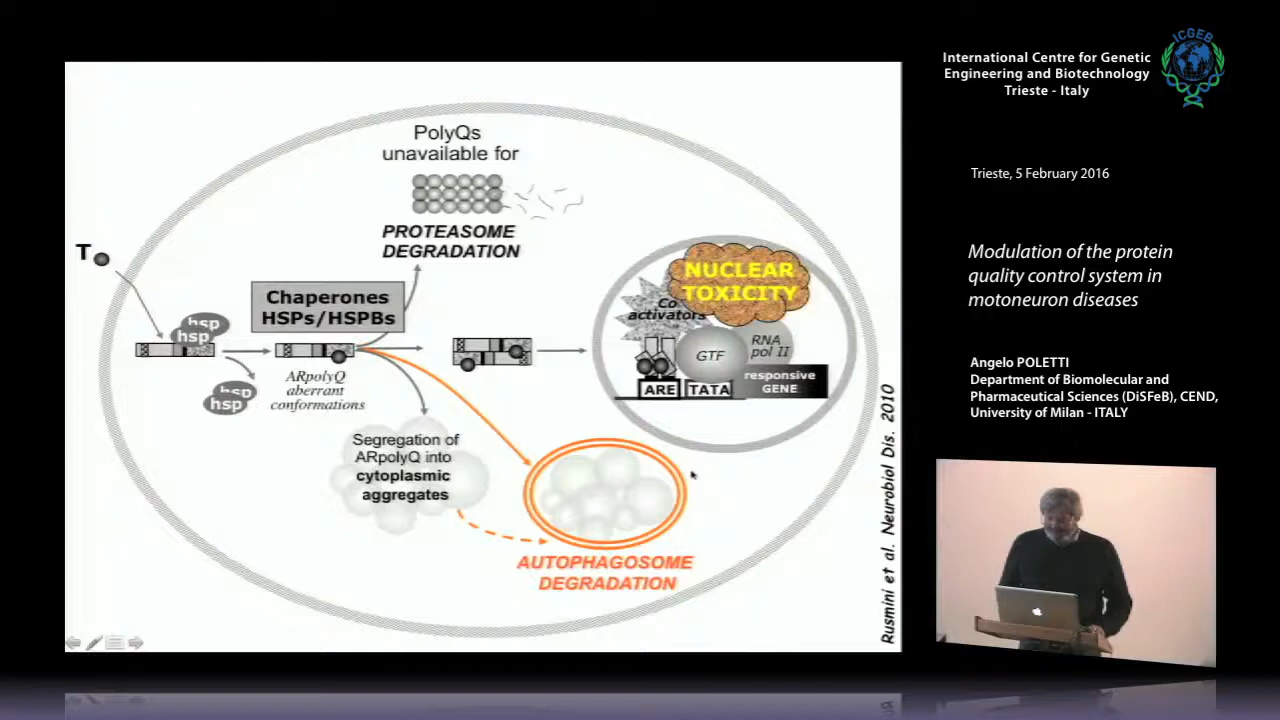 PolyQs
unavailable for
PROTEASOME
DEGRADATION
T
Chaperones
HSPs/HSPBs
hsp
hsp
hsp
hsp
ARpolyQ
aberrant
conformations
NUCLEAR
TOXICITY
Co
activators
GTF
RNA
pol II
responsive
GENE
ARE
TATA
Segregation of
ARpolyQ into
cytoplasmic
aggregates
AUTOPHAGOSOME
DEGRADATION
Rusmini et al. Neurobiol Dis. 2010
International Centre for Genetic
Engineering and Biotechnology
Trieste - Italy
ICGEB
Trieste, 5 February 2016
Modulation of the protein
quality control system in
motoneuron diseases
Angelo POLETTI
Department of Biomolecular and
Pharmaceutical Sciences (DiSFeB), CEND,
University of Milan - ITALY